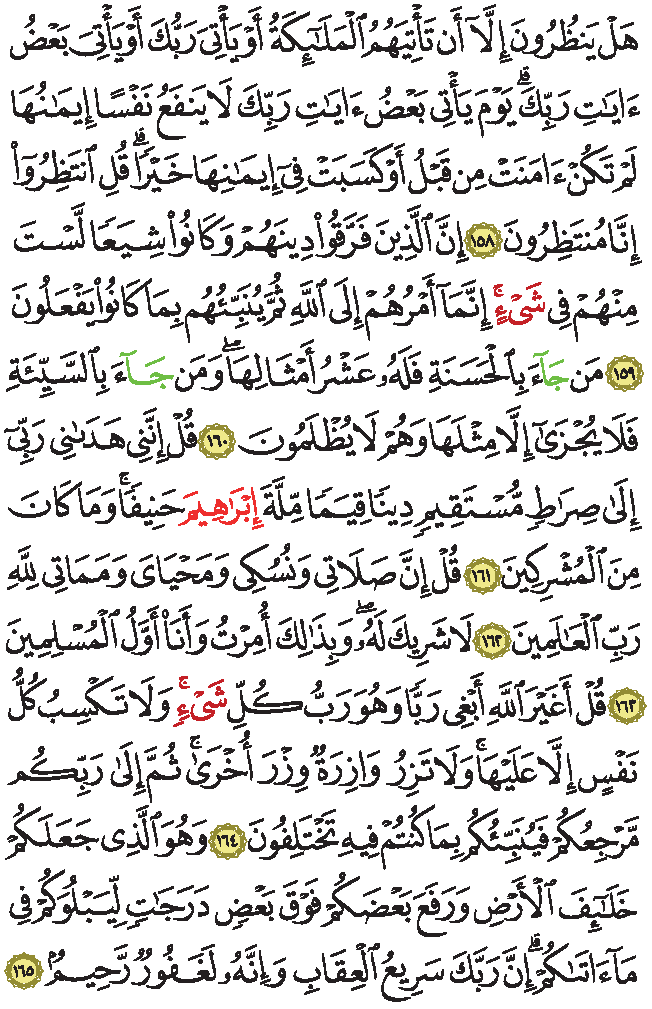 هَلْ يَنظُرُونَ إِلَّآ أَن تَأْتِيَهُمُ ٱلْمَلَٰٓئِكَةُ أَوْ يَأْتِىَ رَبُّكَ أَوْ يَأْتِىَ بَعْضُ
ءَايَٰتِ رَبِّكَ ۗ يَوْمَ يَأْتِى بَعْضُ ءَايَٰتِ رَبِّكَ لَا يَنفَعُ نَفْسًا إِيمَٰنُهَا
لَمْ تَكُنْ ءَامَنَتْ مِن قَبْلُ أَوْ كَسَبَتْ فِىٓ إِيمَٰنِهَا خَيْرًا ۗ قُلِ ٱنتَظِرُوٓا۟
إِنَّا مُنتَظِرُونَ ١٥٨ إِنَّ ٱلَّذِينَ فَرَّقُوا۟ دِينَهُمْ وَكَانُوا۟ شِيَعًا لَّسْتَ
مِنْهُمْ فِى شَىْءٍ ۚ إِنَّمَآ أَمْرُهُمْ إِلَى ٱللَّهِ ثُمَّ يُنَبِّئُهُم بِمَا كَانُوا۟ يَفْعَلُونَ
١٥٩ مَن جَآءَ بِٱلْحَسَنَةِ فَلَهُۥ عَشْرُ أَمْثَالِهَا ۖ وَمَن جَآءَ بِٱلسَّيِّئَةِ
فَلَا يُجْزَىٰٓ إِلَّا مِثْلَهَا وَهُمْ لَا يُظْلَمُونَ ١٦٠ قُلْ إِنَّنِى هَدَىٰنِى رَبِّىٓ
إِلَىٰ صِرَٰطٍ مُّسْتَقِيمٍ دِينًا قِيَمًا مِّلَّةَ إِبْرَٰهِيمَ حَنِيفًا ۚ وَمَا كَانَ
مِنَ ٱلْمُشْرِكِينَ ١٦١ قُلْ إِنَّ صَلَاتِى وَنُسُكِى وَمَحْيَاىَ وَمَمَاتِى لِلَّهِ
رَبِّ ٱلْعَٰلَمِينَ ١٦٢ لَا شَرِيكَ لَهُۥ ۖ وَبِذَٰلِكَ أُمِرْتُ وَأَنَا۠ أَوَّلُ ٱلْمُسْلِمِينَ
١٦٣ قُلْ أَغَيْرَ ٱللَّهِ أَبْغِى رَبًّا وَهُوَ رَبُّ كُلِّ شَىْءٍ ۚ وَلَا تَكْسِبُ كُلُّ
نَفْسٍ إِلَّا عَلَيْهَا ۚ وَلَا تَزِرُ وَازِرَةٌ وِزْرَ أُخْرَىٰ ۚ ثُمَّ إِلَىٰ رَبِّكُم
مَّرْجِعُكُمْ فَيُنَبِّئُكُم بِمَا كُنتُمْ فِيهِ تَخْتَلِفُونَ ١٦٤ وَهُوَ ٱلَّذِى جَعَلَكُمْ
خَلَٰٓئِفَ ٱلْأَرْضِ وَرَفَعَ بَعْضَكُمْ فَوْقَ بَعْضٍ دَرَجَٰتٍ لِّيَبْلُوَكُمْ فِى
مَآ ءَاتَىٰكُمْ ۗ إِنَّ رَبَّكَ سَرِيعُ ٱلْعِقَابِ وَإِنَّهُۥ لَغَفُورٌ رَّحِيمٌۢ ١٦٥